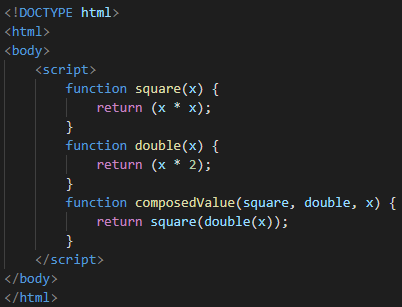 <!DOCTYPE html>
<html>
<body>
    <script>
        function square(x) {
            return (x * x);
        }
        function double(x) {
            return (x * 2);
        }
        function composedValue(square, double, x) {
            return square(double(x));
        }
    </script>
</body>
</html>